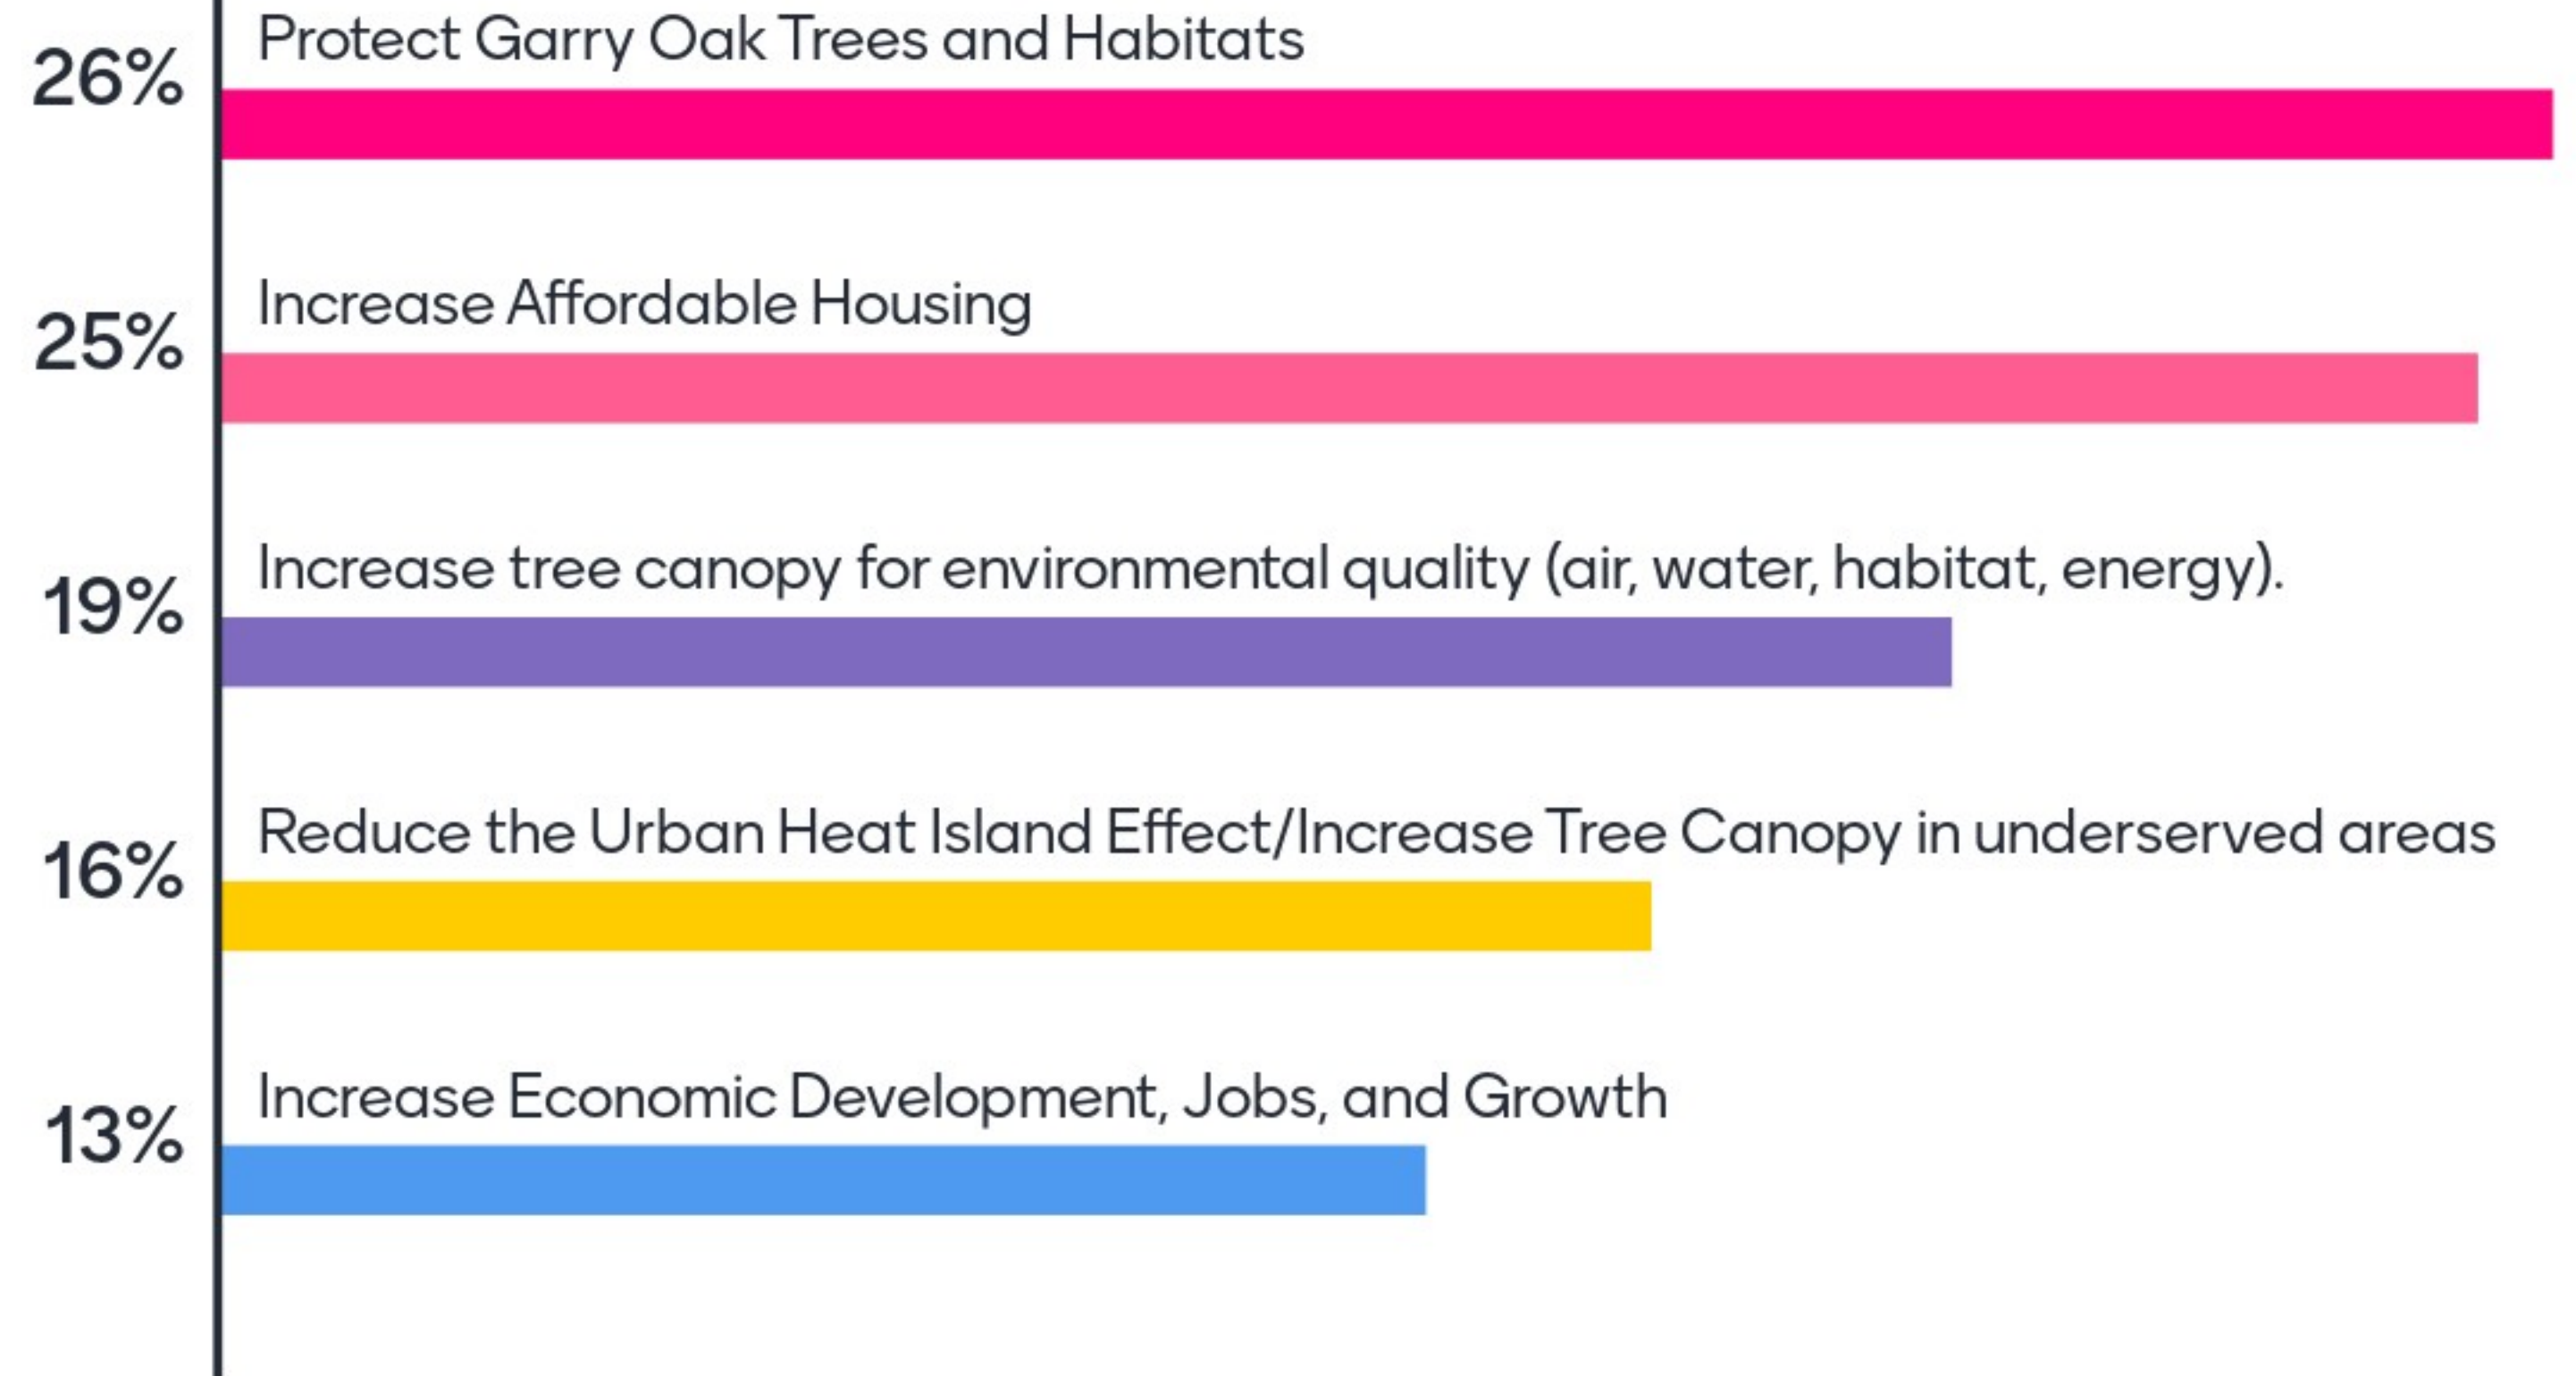 Protect Garry Oak Trees and Habitats
26%
Increase Affordable Housing
25%
Increase tree canopy for environmental quality (air, water, habitat, energy).
19%
Reduce the Urban Heat Island Effect/Increase Tree Canopy in underserved areas
16%
Increase Economic Development, Jobs, and Growth
13%